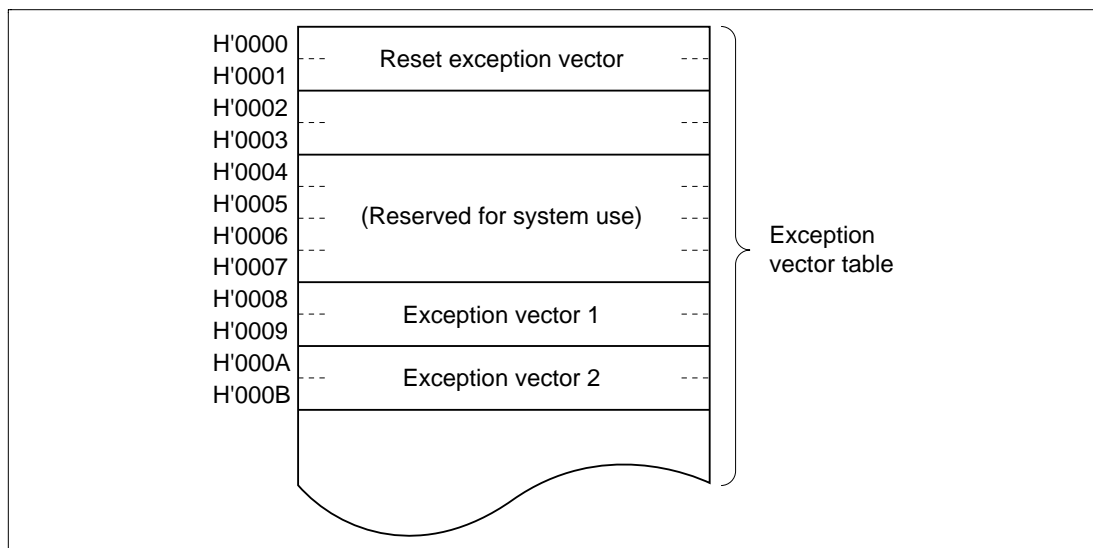 H'0000
Reset exception vector
H'0001
H'0002
H'0003
H'0004
H'0005
(Reserved for system use)
H'0006
H'0007
H'0008
Exception vector 1
H'0009
H'000A
Exception vector 2
H'000B
Exception
vector table